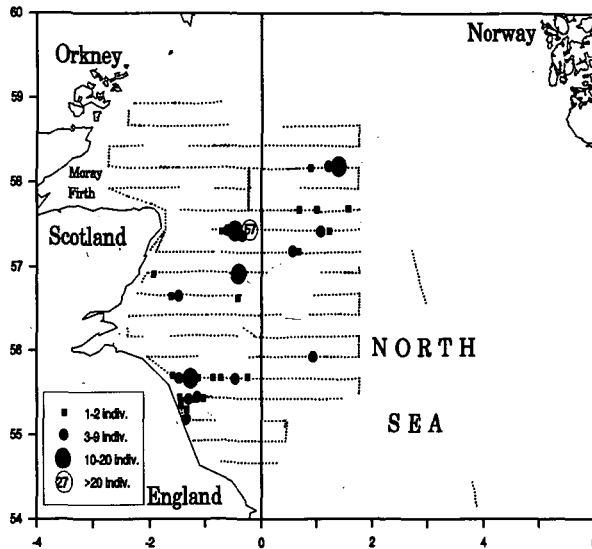 60
Orkney
Norway
59
Moray
Firth
58
57
Scotland
57
NORTH
56
SEA
1-2 indiv.
3-9 indiv.
55
10-20 indiv.
27 >20 indiv.
England
54
-4 -2 0 2 4 6